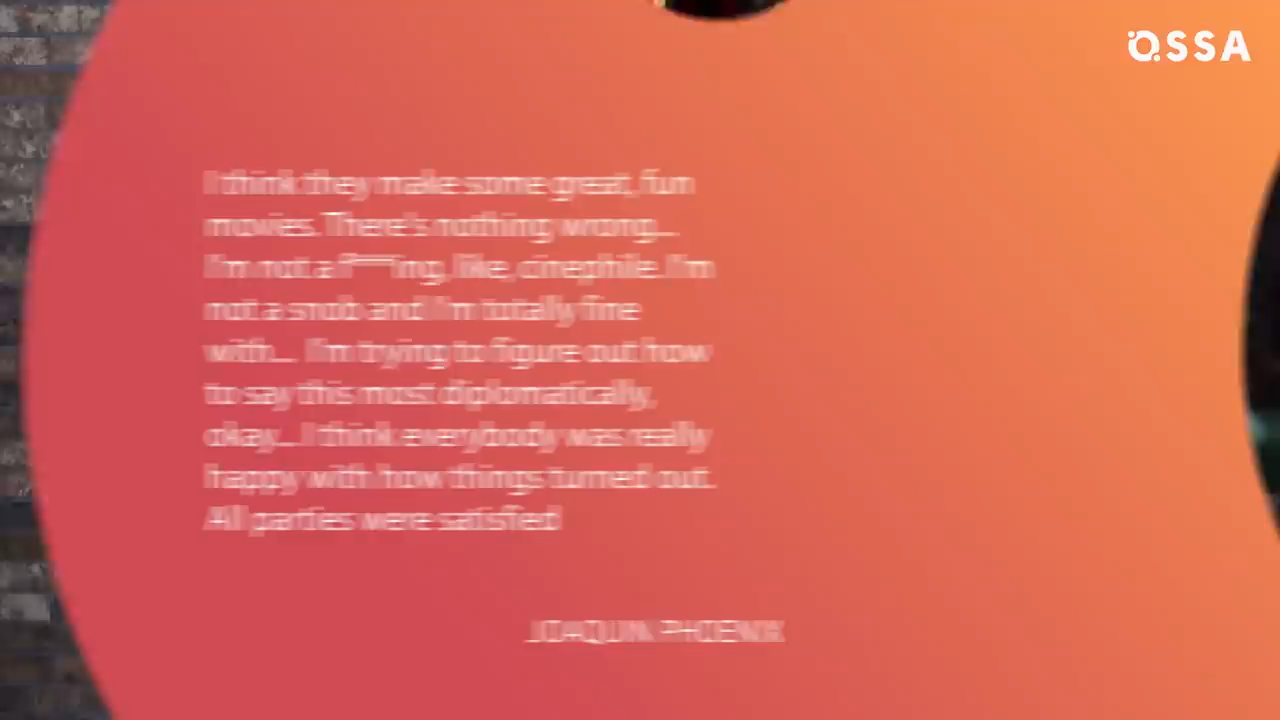 OSSA
I think they make some great, fun
movies. There's nothing wrong...
I'm not a f***ing, like, cinephile. I'm
not a snob and I'm totally fine
with... I'm trying to figure out how
to say this most diplomatically,
okay... I think everybody was really
happy with how things turned out.
All parties were satisfied
JOAQUIN PHOENIX